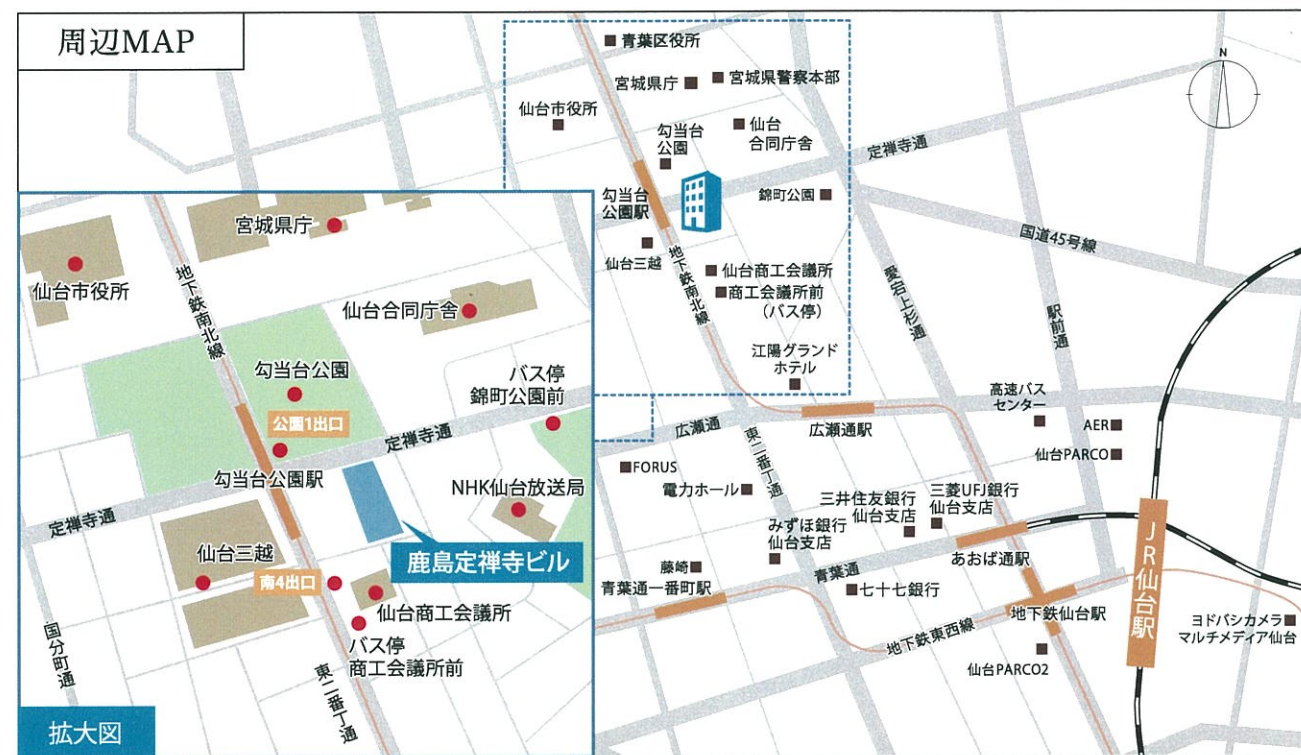 周辺MAP
N
青葉区役所
宮城県庁
宮城県警察本部
仙台市役所
勾当台
公園
仙台
合同庁舎
定禅寺通
勾当台
公園駅
錦町公園
国道45号線
仙台三越
地下鉄南北線
仙台商工会議所
商工会議所前
(バス停)
愛宕上杉通
駅前通
江陽グランド
ホテル
高速バス
センター
広瀬通
広瀬通駅
東二番丁通
AER
仙台PARCO
FORUS
電力ホール
三井住友銀行
仙台支店
三菱UFJ銀行
仙台支店
みずほ銀行
仙台支店
あおば通駅
藤崎
青葉通一番町駅
青葉通
七十七銀行
地下鉄東西線
地下鉄仙台駅
JR仙台駅
ヨドバシカメラ
マルチメディア仙台
仙台PARCO2
宮城県庁
仙台市役所
地下鉄南北線
仙台合同庁舎
勾当台公園
バス停
錦町公園前
公園1出口
定禅寺通
勾当台公園駅
NHK仙台放送局
定禅寺通
仙台三越
鹿島定禅寺ビル
南4出口
仙台商工会議所
バス停
商工会議所前
国分町通
東二番丁通
拡大図